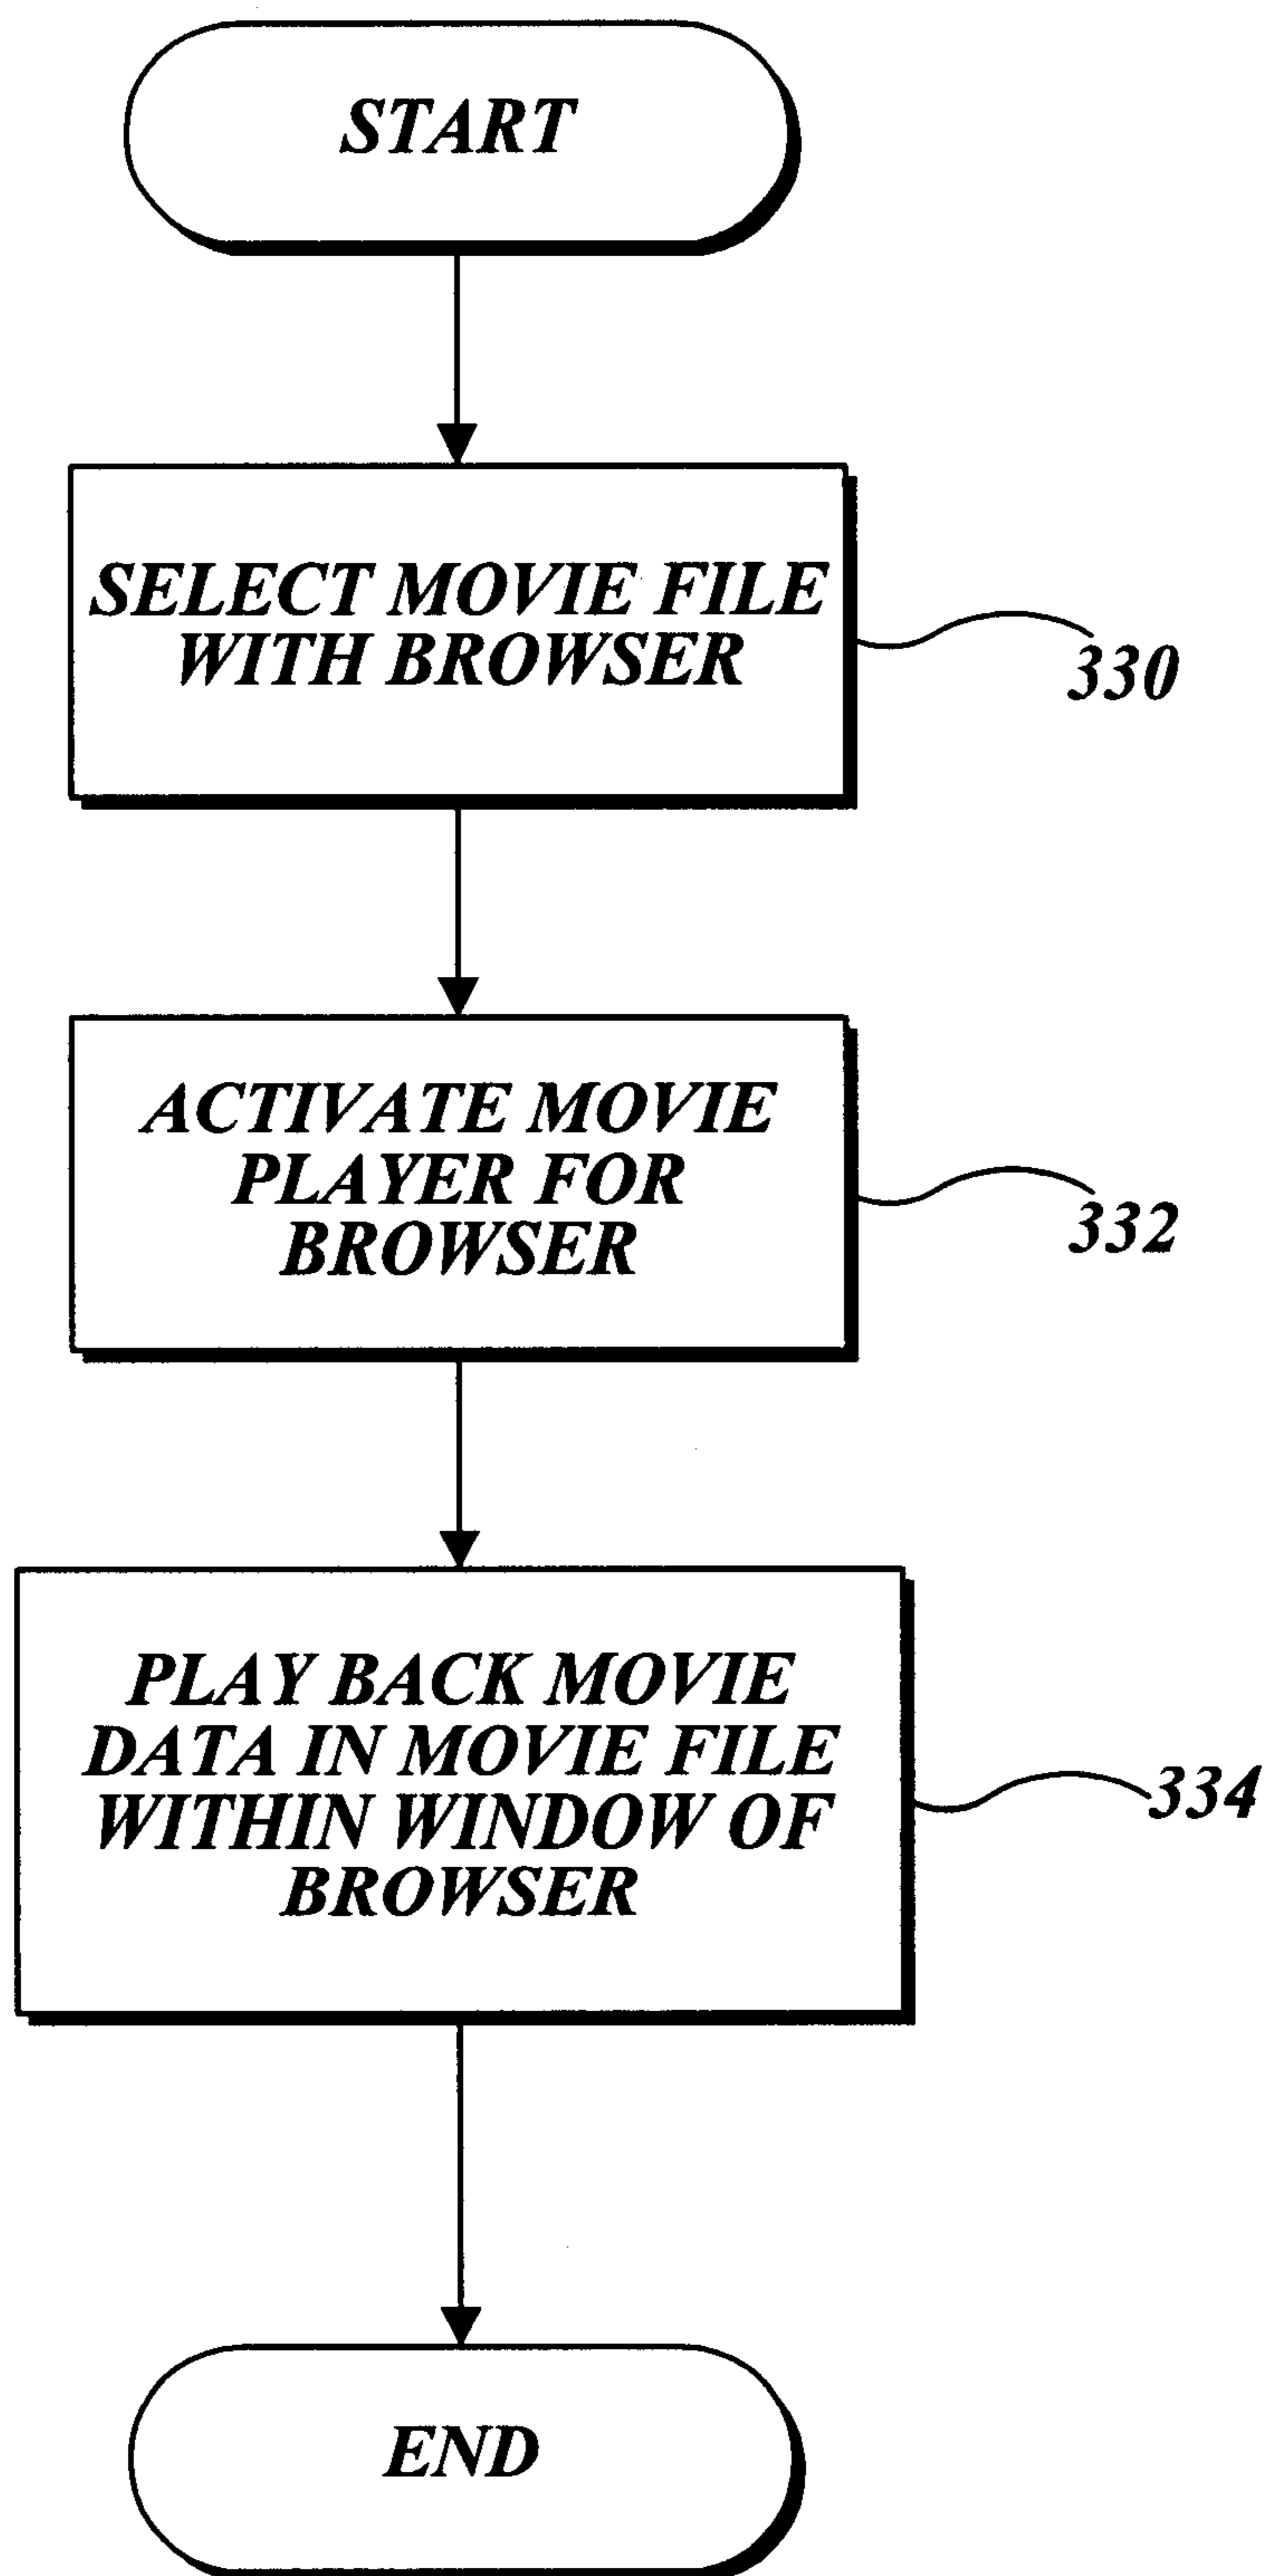 START
SELECT MOVIE FILE
WITH BROWSER
330
ACTIVATE MOVIE
PLAYER FOR
BROWSER
332
PLAY BACK MOVIE
DATA IN MOVIE FILE
WITHIN WINDOW OF
BROWSER
334
END